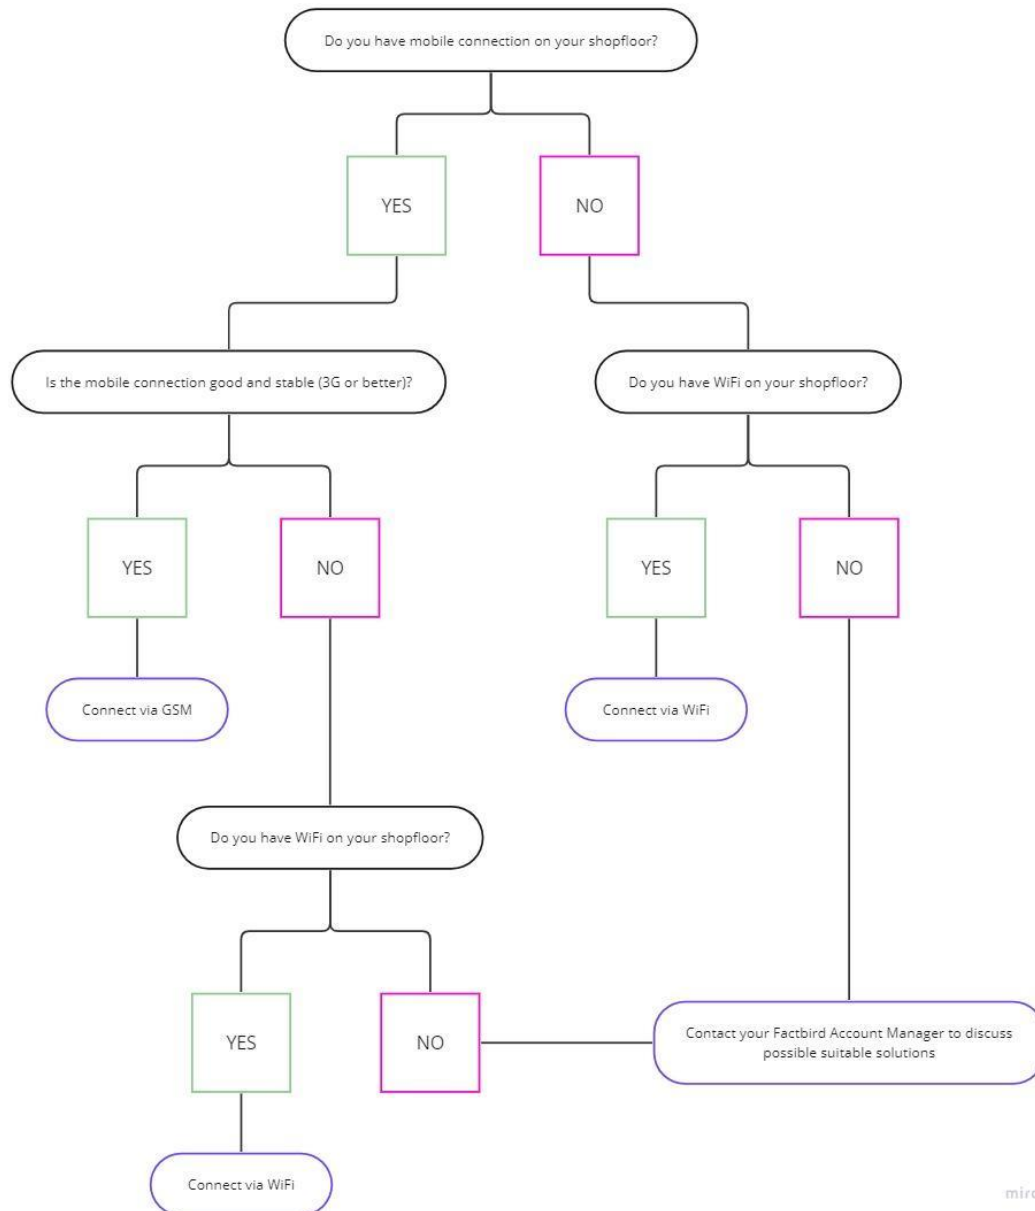 Do you have mobile connection on your shopfloor?
YES
NO
Is the mobile connection good and stable (3G or better)?
Do you have WiFi on your shopfloor?
YES
NO
YES
NO
Connect via GSM
Connect via WiFi
Do you have WiFi on your shopfloor?
YES
NO
Contact your Factbird Account Manager to discuss
possible suitable solutions
Connect via WiFi